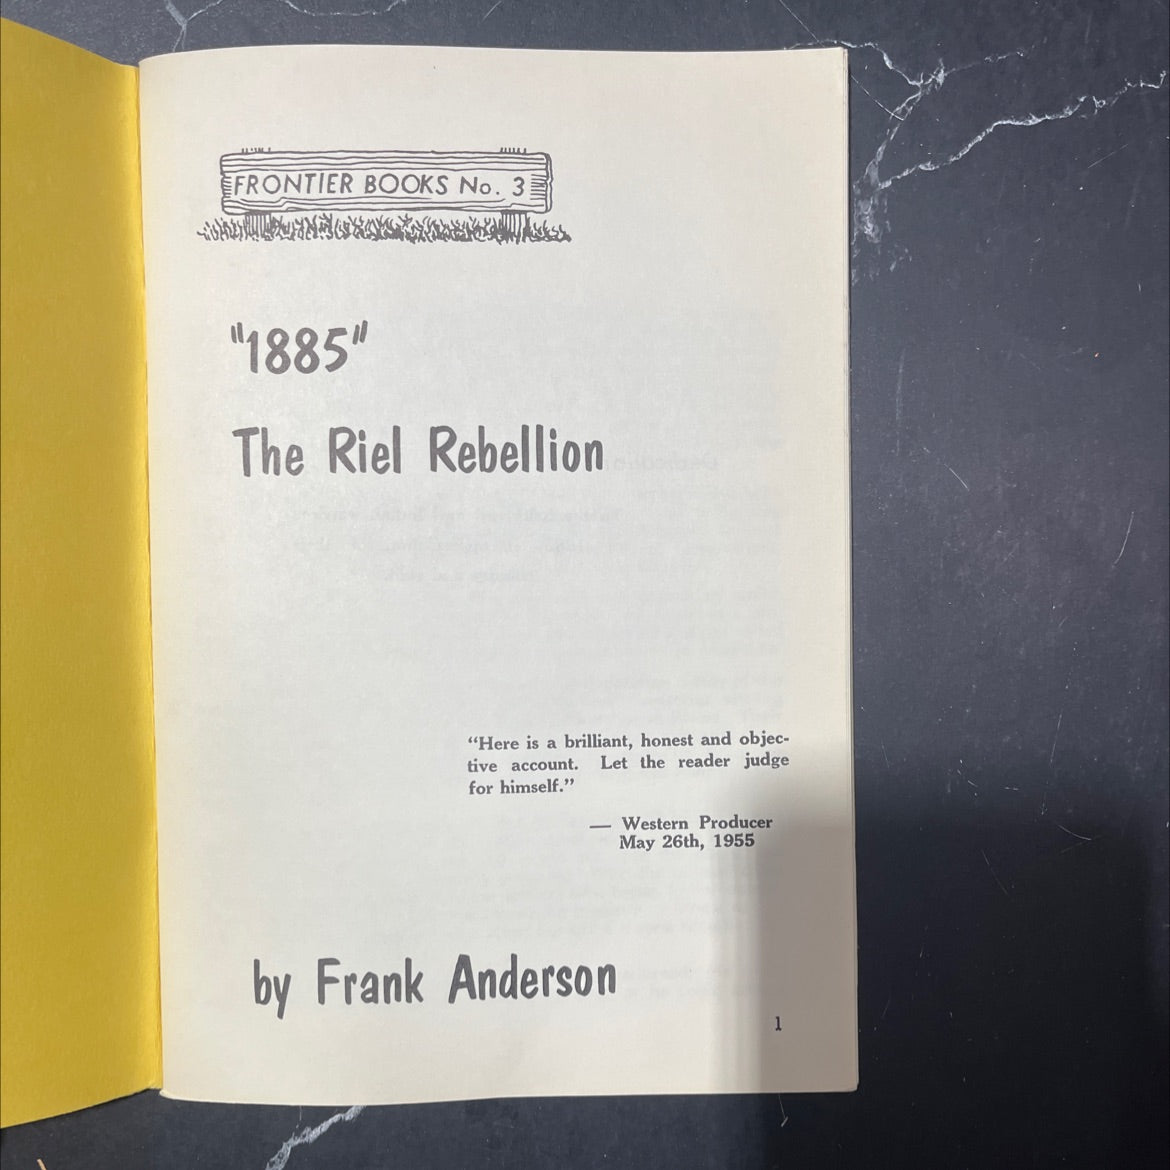 FRONTIER BOOKS No. 3
"1885"
The Riel Rebellion
“Here is a brilliant, honest and objec-
tive account. Let the reader judge
for himself.”
— Western Producer
May 26th, 1955
by Frank Anderson
1